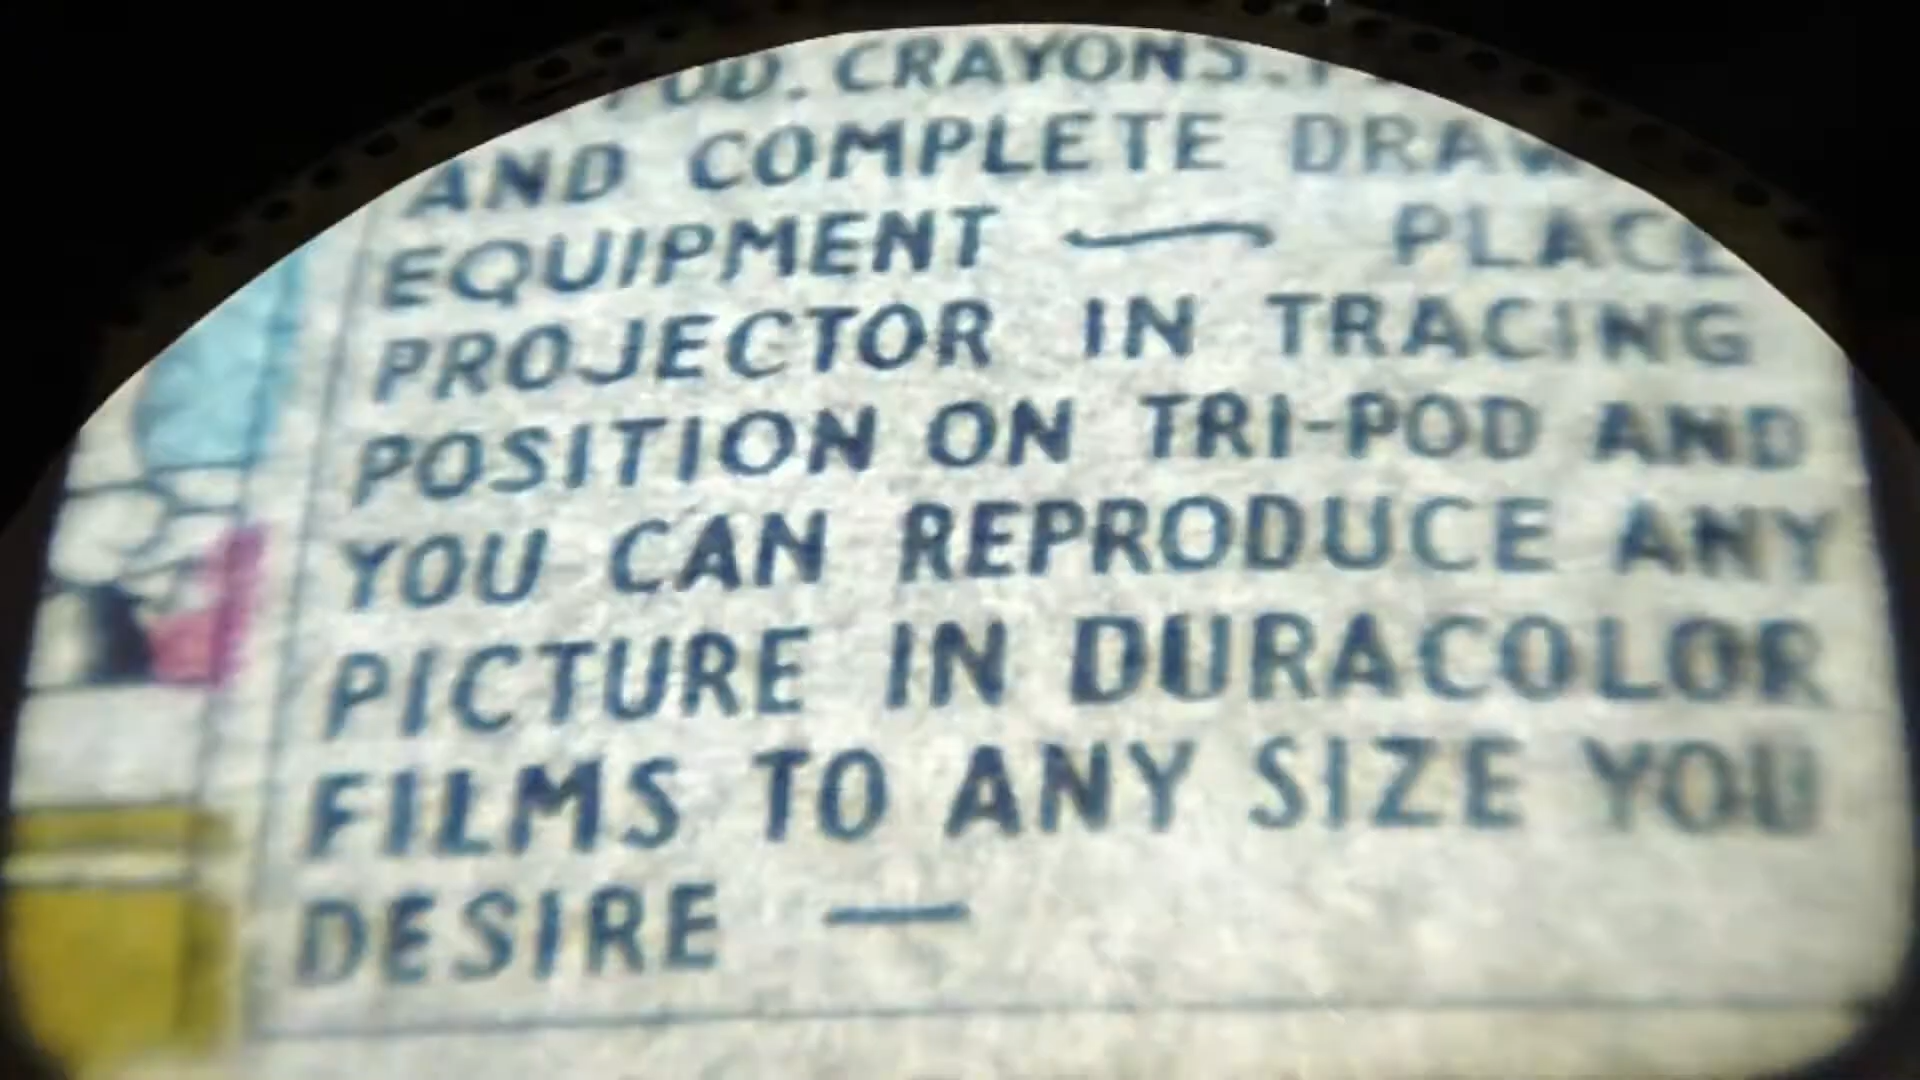 CRAYONS.
AND COMPLETE
EQUIPMENT — PLACE
PROJECTOR IN TRACING
POSITION ON TRI-POD AND
YOU CAN REPRODUCE ANY
PICTURE IN DURACOLOR
FILMS TO ANY SIZE YOU
DESIRE —